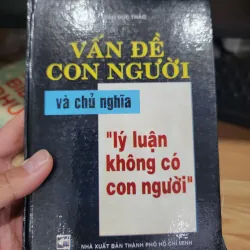 VẤN ĐỀ
CON NGƯỜI
và chủ nghĩa
"lý luận
không có
con người"
NHÀ XUẤT BẢN THÀNH PHỐ HỒ CHÍ MINH